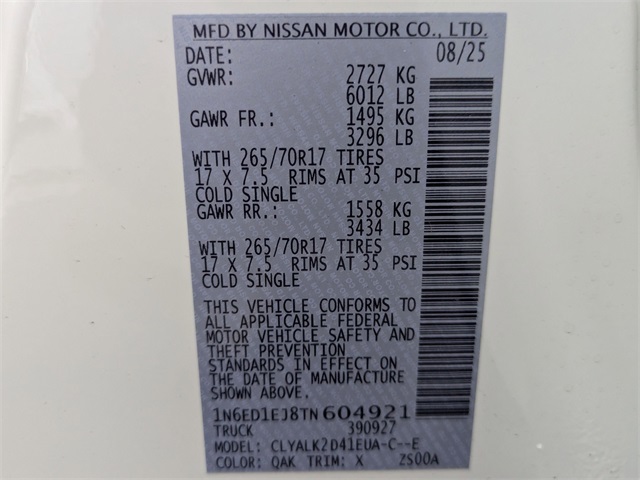 MFD BY NISSAN MOTOR CO., LTD.
DATE: 08/25
GVWR: 2727 KG
6012 LB
GAWR FR.: 1495 KG
3296 LB
WITH 265/70R17 TIRES
17 X 7.5 RIMS AT 35 PSI
COLD SINGLE
GAWR RR.: 1558 KG
3434 LB
WITH 265/70R17 TIRES
17 X 7.5 RIMS AT 35 PSI
COLD SINGLE
THIS VEHICLE CONFORMS TO
ALL APPLICABLE FEDERAL
MOTOR VEHICLE SAFETY AND
THEFT PREVENTION
STANDARDS IN EFFECT ON
THE DATE OF MANUFACTURE
SHOWN ABOVE.
1N6ED1EJ8TN604921
TRUCK 390927
MODEL: CLYALK2D41EUA-C--E
COLOR: QAK TRIM: X 2S00A